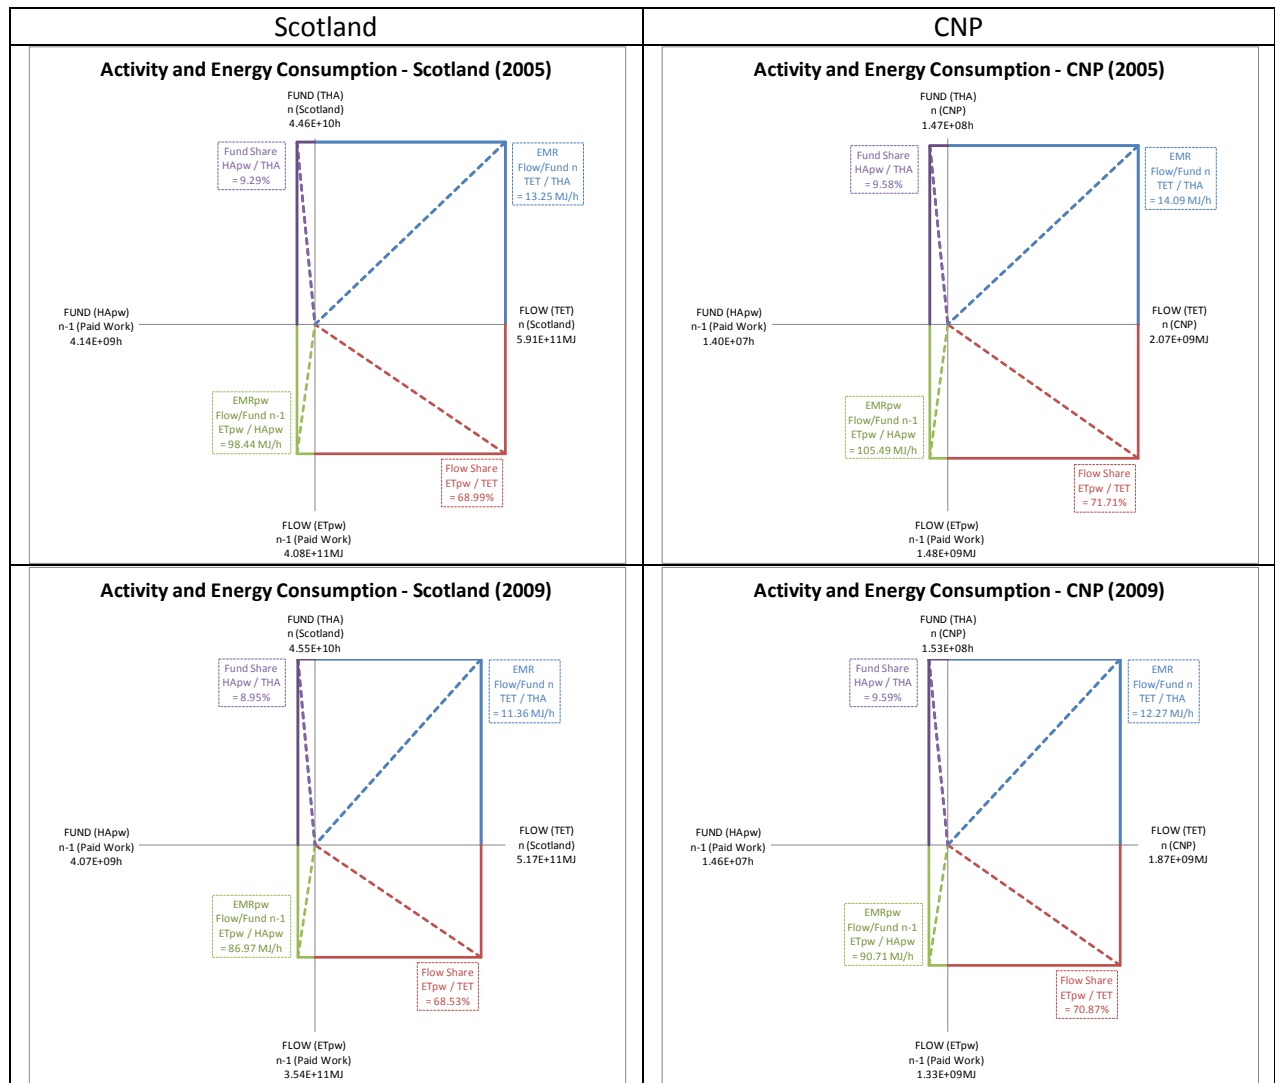 Scotland
CNP
Activity and Energy Consumption - Scotland (2005)
FUND (THA)
n (Scotland)
4.46E+10h
Fund Share
HApw / THA
= 9.29%
EMR
Flow/Fund n
TET / THA
= 13.25 MJ/h
FUND (HApw)
n-1 (Paid Work)
4.14E+09h
FLOW (TET)
n (Scotland)
5.91E+11MJ
EMRpw
Flow/Fund n-1
ETpw / HApw
= 98.44 MJ/h
Flow Share
ETpw / TET
= 68.99%
FLOW (ETpw)
n-1 (Paid Work)
4.08E+11MJ
Activity and Energy Consumption - CNP (2005)
FUND (THA)
n (CNP)
1.47E+08h
Fund Share
HApw / THA
= 9.58%
EMR
Flow/Fund n
TET / THA
= 14.09 MJ/h
FUND (HApw)
n-1 (Paid Work)
1.40E+07h
FLOW (TET)
n (CNP)
2.07E+09MJ
EMRpw
Flow/Fund n-1
ETpw / HApw
= 105.49 MJ/h
Flow Share
ETpw / TET
= 71.71%
FLOW (ETpw)
n-1 (Paid Work)
1.48E+09MJ
Activity and Energy Consumption - Scotland (2009)
FUND (THA)
n (Scotland)
4.55E+10h
Fund Share
HApw / THA
= 8.95%
EMR
Flow/Fund n
TET / THA
= 11.36 MJ/h
FUND (HApw)
n-1 (Paid Work)
4.07E+09h
FLOW (TET)
n (Scotland)
5.17E+11MJ
EMRpw
Flow/Fund n-1
ETpw / HApw
= 86.97 MJ/h
Flow Share
ETpw / TET
= 68.53%
FLOW (ETpw)
n-1 (Paid Work)
3.54E+11MJ
Activity and Energy Consumption - CNP (2009)
FUND (THA)
n (CNP)
1.53E+08h
Fund Share
HApw / THA
= 9.59%
EMR
Flow/Fund n
TET / THA
= 12.27 MJ/h
FUND (HApw)
n-1 (Paid Work)
1.46E+07h
FLOW (TET)
n (CNP)
1.87E+09MJ
EMRpw
Flow/Fund n-1
ETpw / HApw
= 90.71 MJ/h
Flow Share
ETpw / TET
= 70.87%
FLOW (ETpw)
n-1 (Paid Work)
1.33E+09MJ